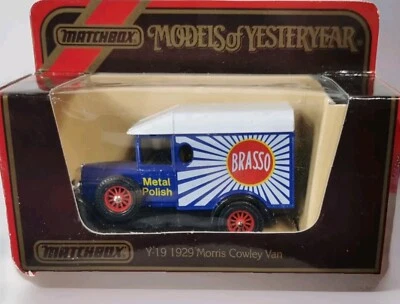 MATCHBOX MODELS of YESTERYEAR
BRASSO
Metal
Polish
MATCHBOX Y-19 1929 Morris Cowley Van